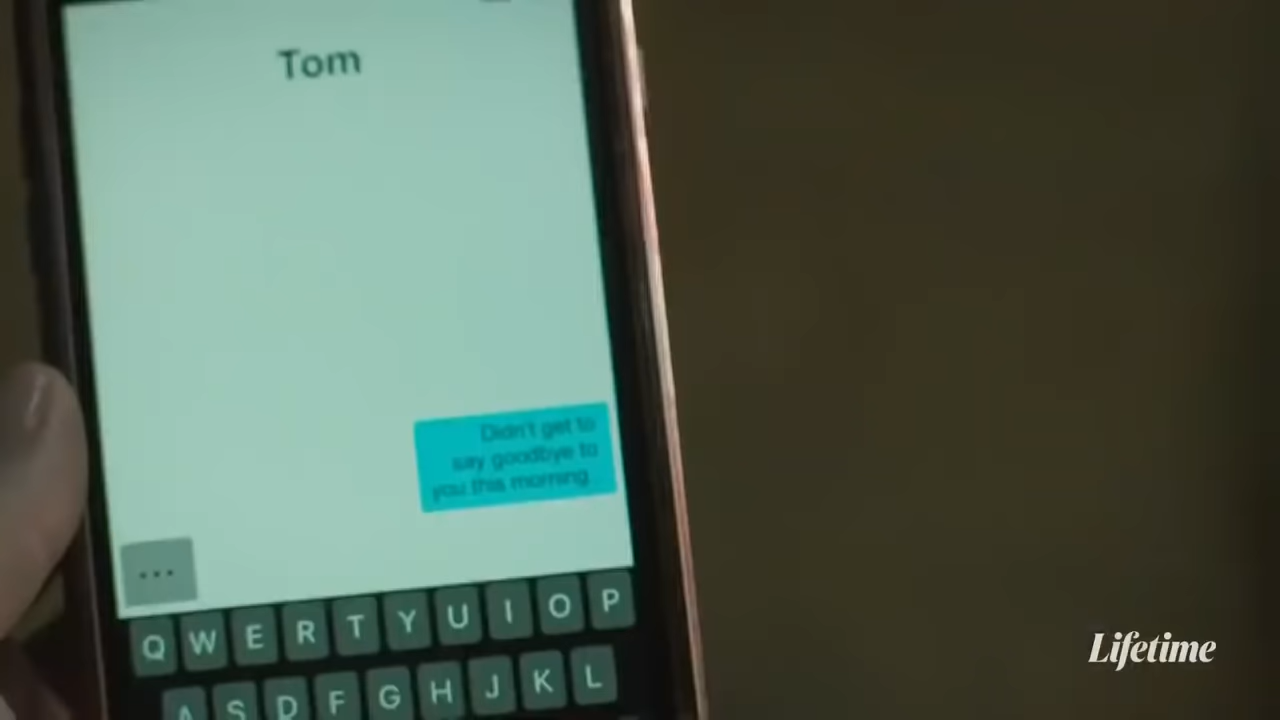 Tom
Didn't get to
say goodbye to
you this morning
...
Q W E R T Y U I O P
A S D F G H J K L
Lifetime